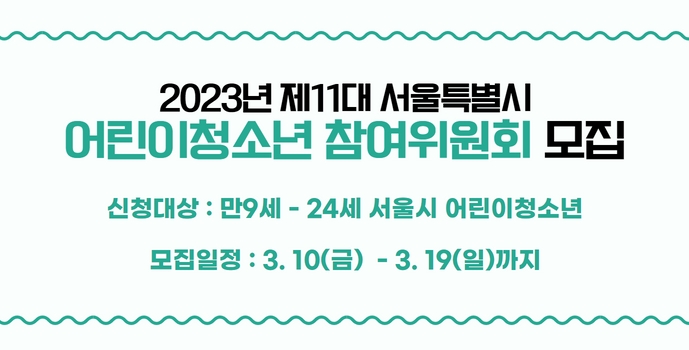 2023년 제11대 서울특별시
어린이청소년 참여위원회 모집
신청대상 : 만9세 - 24세 서울시 어린이청소년
모집일정 : 3. 10(금) - 3. 19(일)까지